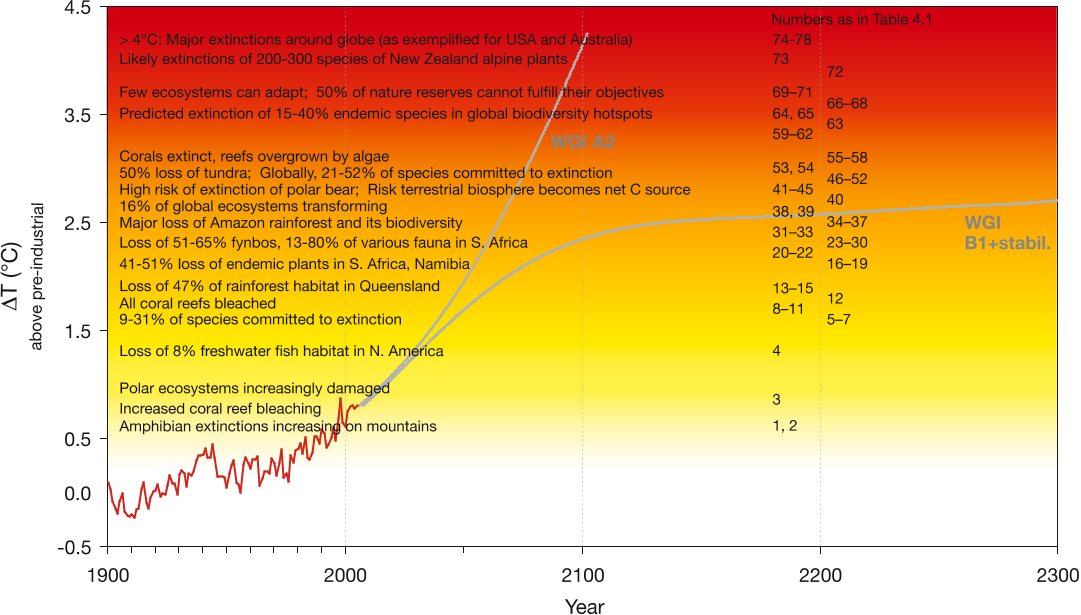 4.5
Numbers as in Table 4.1
> 4°C: Major extinctions around globe (as exemplified for USA and Australia)
74–78
Likely extinctions of 200-300 species of New Zealand alpine plants
73
72
Few ecosystems can adapt; 50% of nature reserves cannot fulfill their objectives
69–71
66–68
3.5
Predicted extinction of 15-40% endemic species in global biodiversity hotspots
64, 65
63
59–62
WGI A2
Corals extinct, reefs overgrown by algae
55–58
50% loss of tundra; Globally, 21-52% of species committed to extinction
53, 54
46–52
High risk of extinction of polar bear; Risk terrestrial biosphere becomes net C source
41–45
40
16% of global ecosystems transforming
38, 39
2.5
Major loss of Amazon rainforest and its biodiversity
34–37
31–33
WGI
B1+stabil.
Loss of 51-65% fynbos, 13-80% of various fauna in S. Africa
23–30
20–22
41-51% loss of endemic plants in S. Africa, Namibia
16–19
Loss of 47% of rainforest habitat in Queensland
13–15
12
All coral reefs bleached
8–11
9-31% of species committed to extinction
5–7
1.5
Loss of 8% freshwater fish habitat in N. America
4
Polar ecosystems increasingly damaged
3
Increased coral reef bleaching
Amphibian extinctions increasing on mountains
1, 2
0.5
0.0
-0.5
ΔT (°C)
above pre-industrial
1900
2000
2100
2200
2300
Year